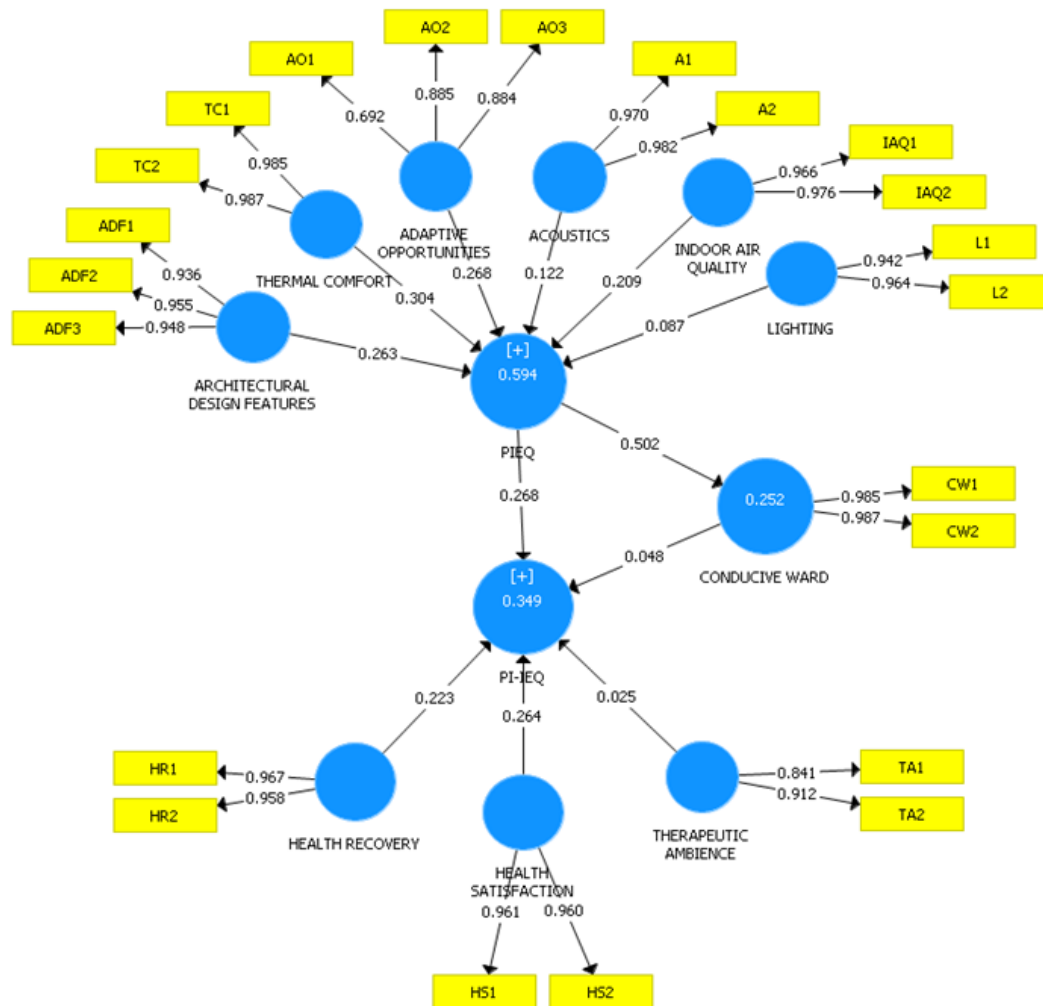 AO2
AO3
AO1
A1
0.885
0.884
0.970
TC1
0.692
A2
0.982
IAQ1
TC2
0.985
0.966
0.976
IAQ2
0.987
ADF1
ADAPTIVE
OPPORTUNITIES
ACOUSTICS
INDOOR AIR
QUALITY
L1
0.942
ADF2
0.936
THERMAL COMFORT
0.268
0.122
0.209
0.964
L2
0.955
0.304
ADF3
0.948
LIGHTING
0.087
0.263
[+]
0.594
ARCHITECTURAL
DESIGN FEATURES
PIEQ
0.502
0.268
CW1
0.252
0.985
0.987
CW2
0.048
[+]
0.349
CONDUCIVE WARD
PI-IEQ
0.223
0.264
0.025
HR1
0.967
0.958
HR2
0.841
TA1
0.912
TA2
HEALTH RECOVERY
THERAPEUTIC
AMBIENCE
HEALTH
SATISFACTION
0.961
0.960
HS1
HS2